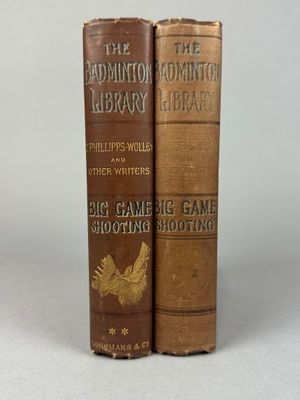 THE
BADMINTON
LIBRARY
C. PHILLIPPS-WOLLEY
AND
OTHER WRITERS
BIG GAME
SHOOTING
* *
LONGMANS & Co
THE
BADMINTON
LIBRARY
BIG GAME
SHOOTING